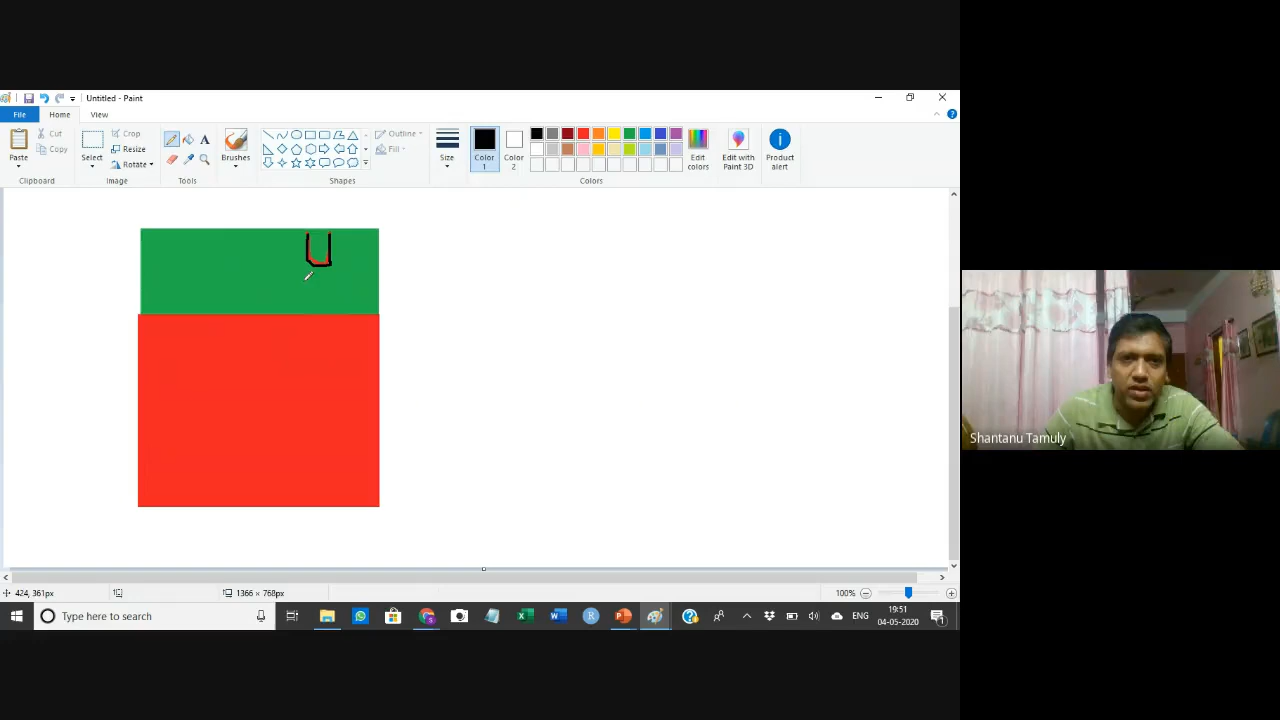 Untitled - Paint
File Home View
Paste
Cut
Copy
Clipboard
Select
Crop
Resize
Rotate
Image
A
Tools
Brushes
Shapes
Outline
Fill
Size
Color 1
Color 2
Edit colors
Colors
Edit with Paint 3D
Product alert
U
Shantanu Tamuly
424, 361px
1366 × 768px
100%
Type here to search
ENG
19:51
04-05-2020